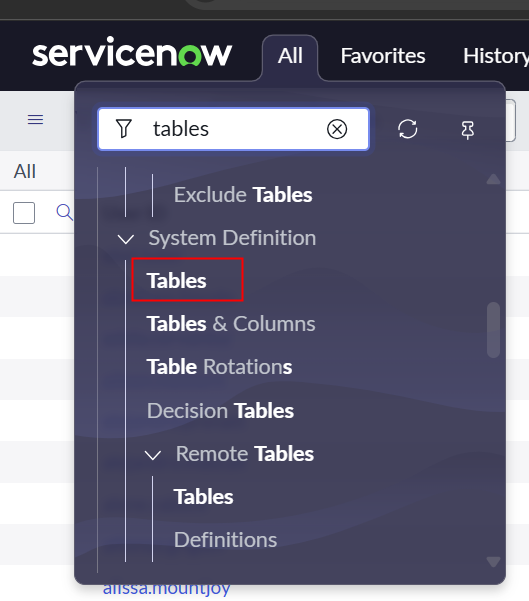 servicenow
All
Favorites
History
tables
All
Exclude Tables
System Definition
Tables
Tables & Columns
Table Rotations
Decision Tables
Remote Tables
Tables
Definitions
alissa.mountjoy